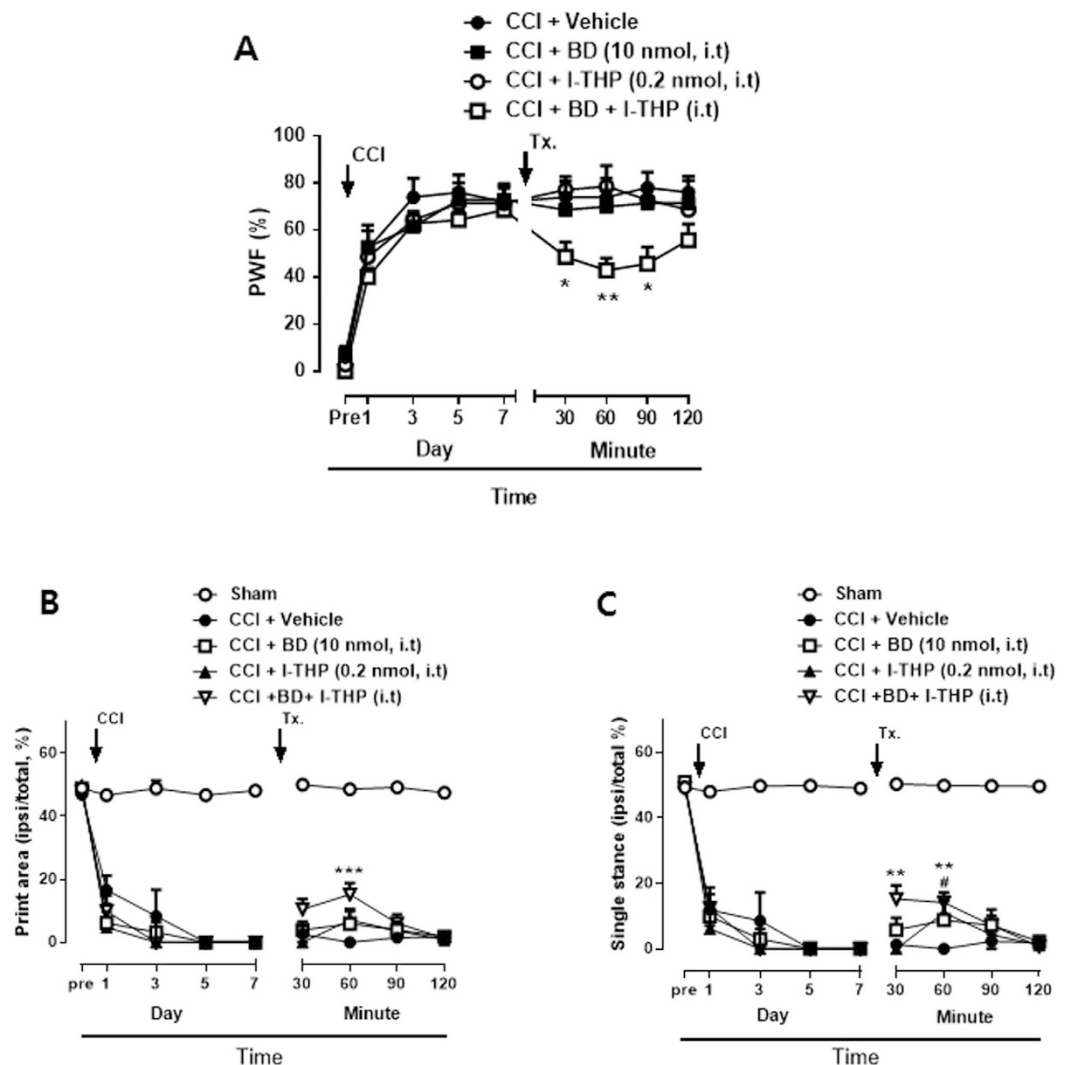 A
CCI + Vehicle
CCI + BD (10 nmol, i.t)
CCI + I-THP (0.2 nmol, i.t)
CCI + BD + I-THP (i.t)
PWF (%)
100
80
60
40
20
0
CCI
Tx.
*
**
*
Pre 1 3 5 7 30 60 90 120
Day Minute
Time
B
Sham
CCI + Vehicle
CCI + BD (10 nmol, i.t)
CCI + I-THP (0.2 nmol, i.t)
CCI +BD+ I-THP (i.t)
Print area (ipsi/total, %)
60
40
20
0
CCI
Tx.
***
pre 1 3 5 7 30 60 90 120
Day Minute
Time
C
Sham
CCI + Vehicle
CCI + BD (10 nmol, i.t)
CCI + I-THP (0.2 nmol, i.t)
CCI +BD+ I-THP (i.t)
Single stance (ipsi/total %)
60
40
20
0
CCI
Tx.
**
**
#
pre 1 3 5 7 30 60 90 120
Day Minute
Time